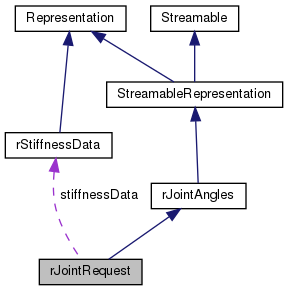 Representation
Streamable
StreamableRepresentation
rStiffnessData
stiffnessData
rJointAngles
rJointRequest